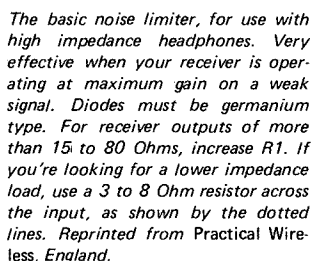 The basic noise limiter, for use with
high impedance headphones. Very
effective when your receiver is oper-
ating at maximum gain on a weak
signal. Diodes must be germanium
type. For receiver outputs of more
than 15 to 80 Ohms, increase R1. If
you're looking for a lower impedance
load, use a 3 to 8 Ohm resistor across
the input, as shown by the dotted
lines. Reprinted from Practical Wire-
less, England.